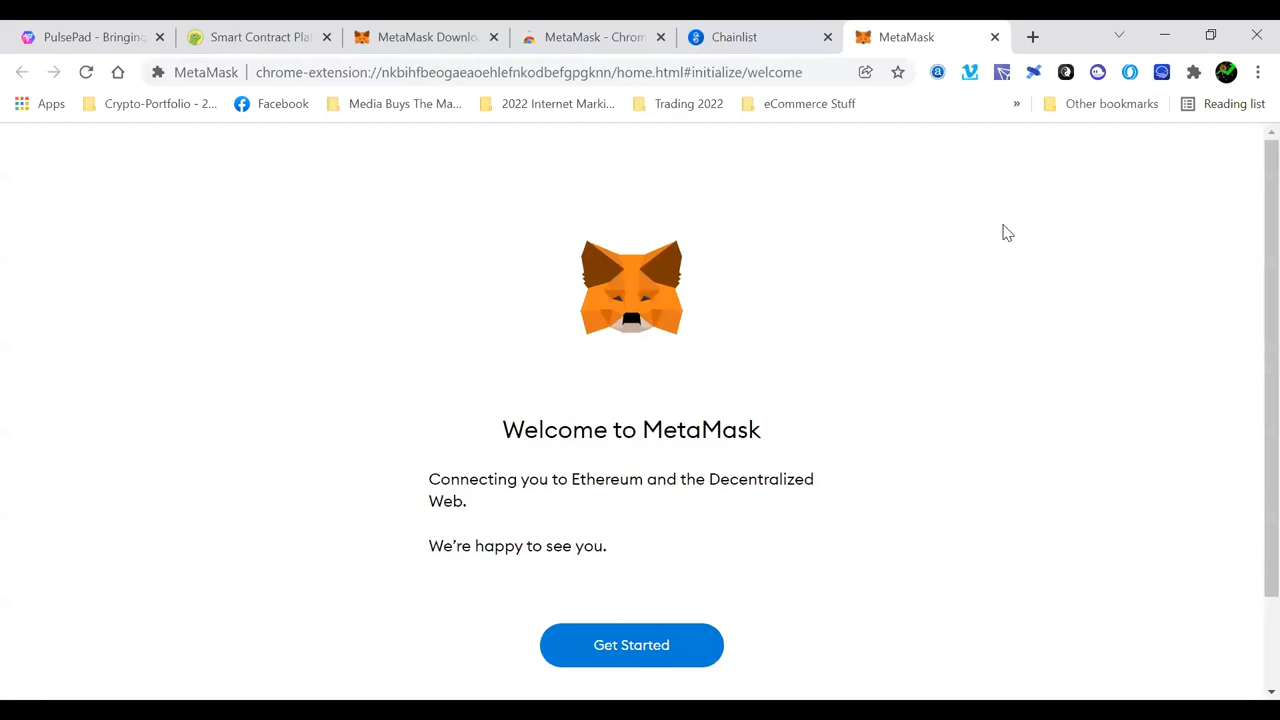 PulsePad - Bringing
Smart Contract Plat
MetaMask Downlo
MetaMask - Chrom
Chainlist
MetaMask
MetaMask
chrome-extension://nkbihfbeogaeaoehlefnkodbefgpgknn/home.html#initialize/welcome
Apps
Crypto-Portfolio - 2...
Facebook
Media Buys The Ma...
2022 Internet Marki...
Trading 2022
eCommerce Stuff
»
Other bookmarks
Reading list
Welcome to MetaMask
Connecting you to Ethereum and the Decentralized
Web.
We're happy to see you.
Get Started